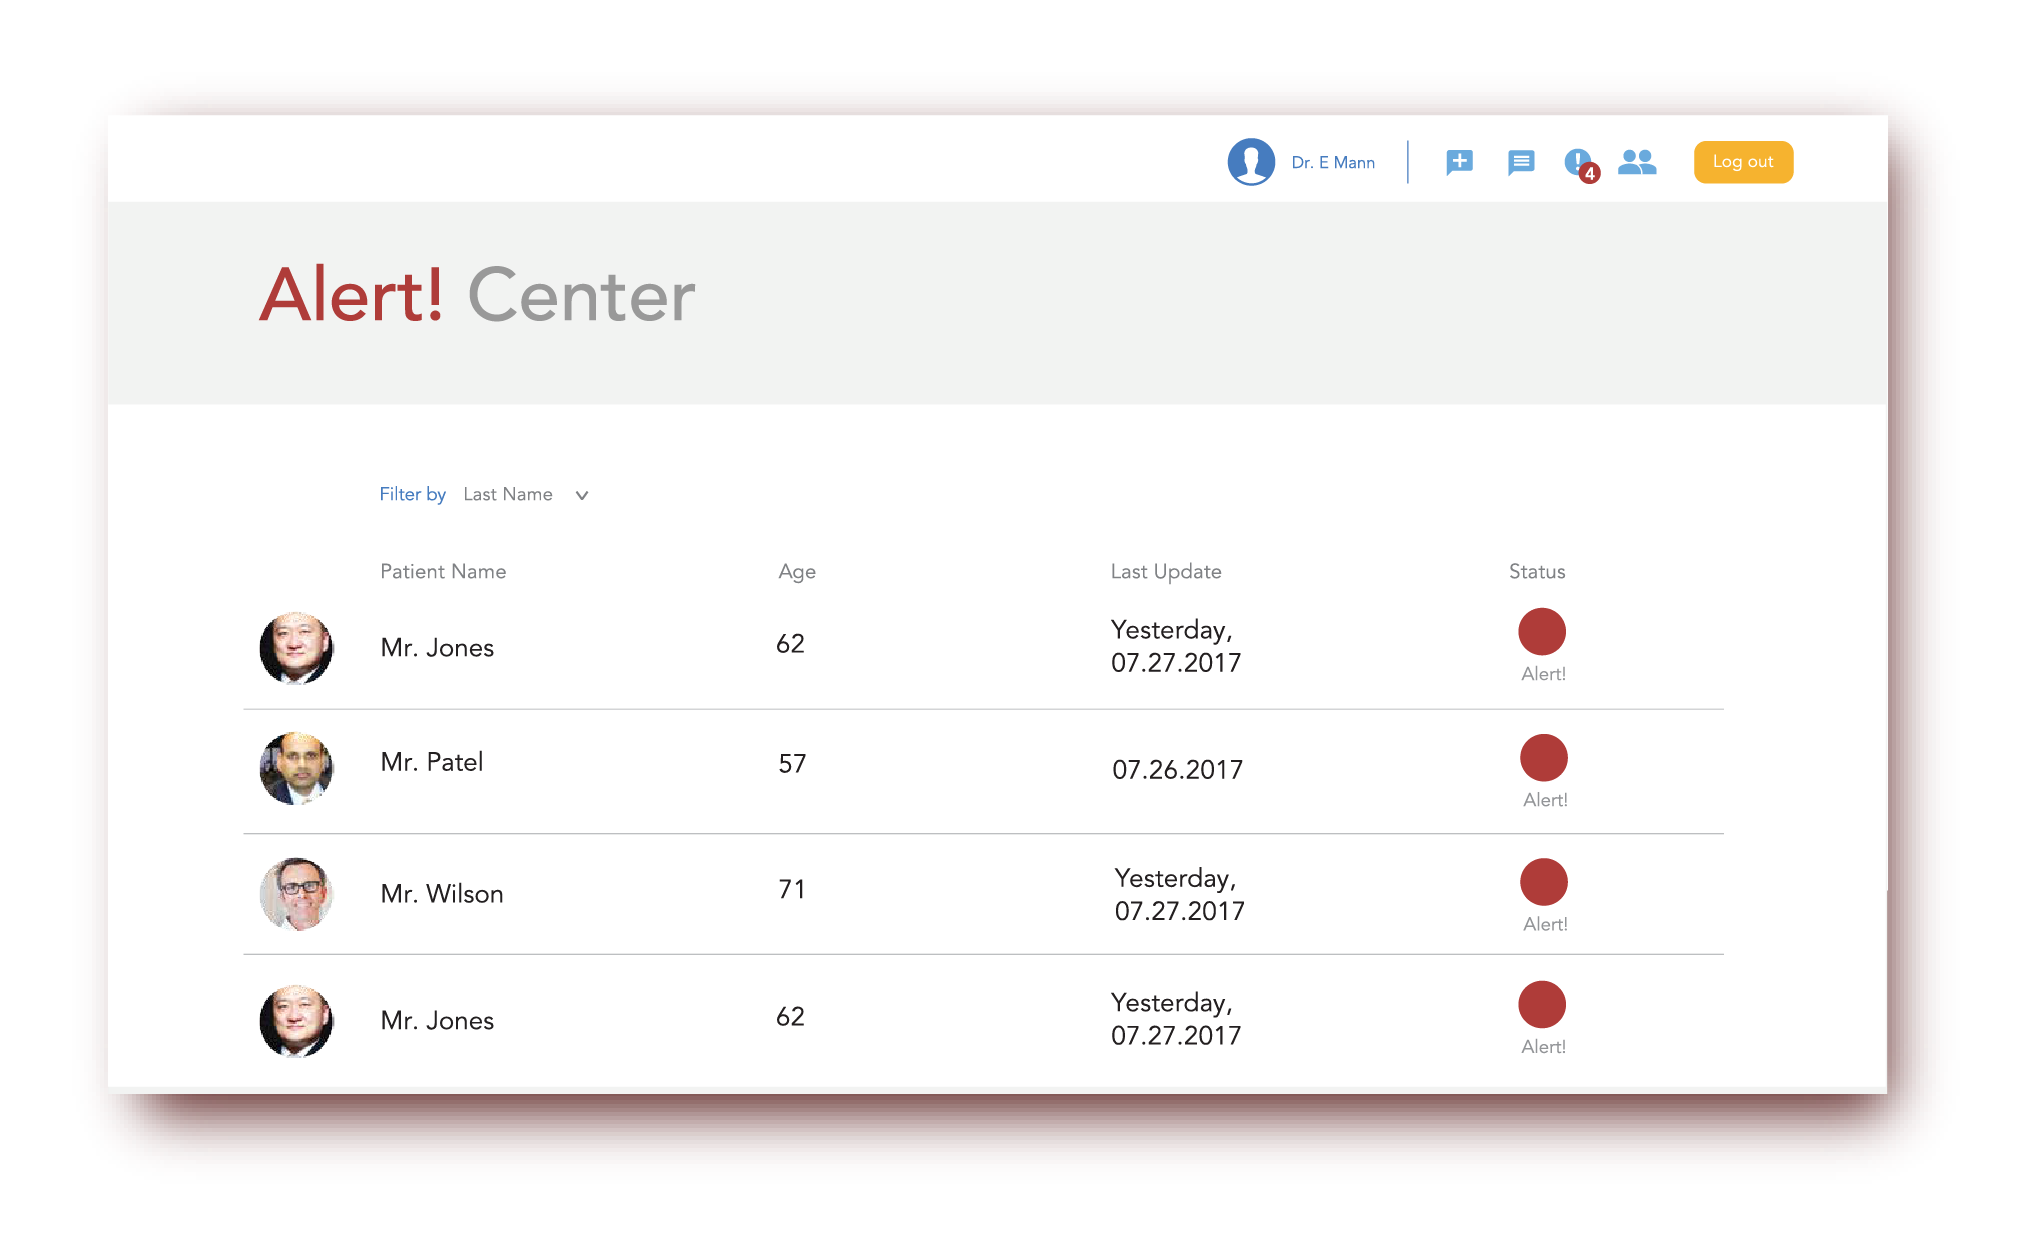 Dr. E Mann
4
Log out
Alert! Center
Filter by Last Name
Patient Name Age Last Update Status
Mr. Jones 62 Yesterday,
07.27.2017
Alert!
Mr. Patel 57 07.26.2017
Alert!
Mr. Wilson 71 Yesterday,
07.27.2017
Alert!
Mr. Jones 62 Yesterday,
07.27.2017
Alert!